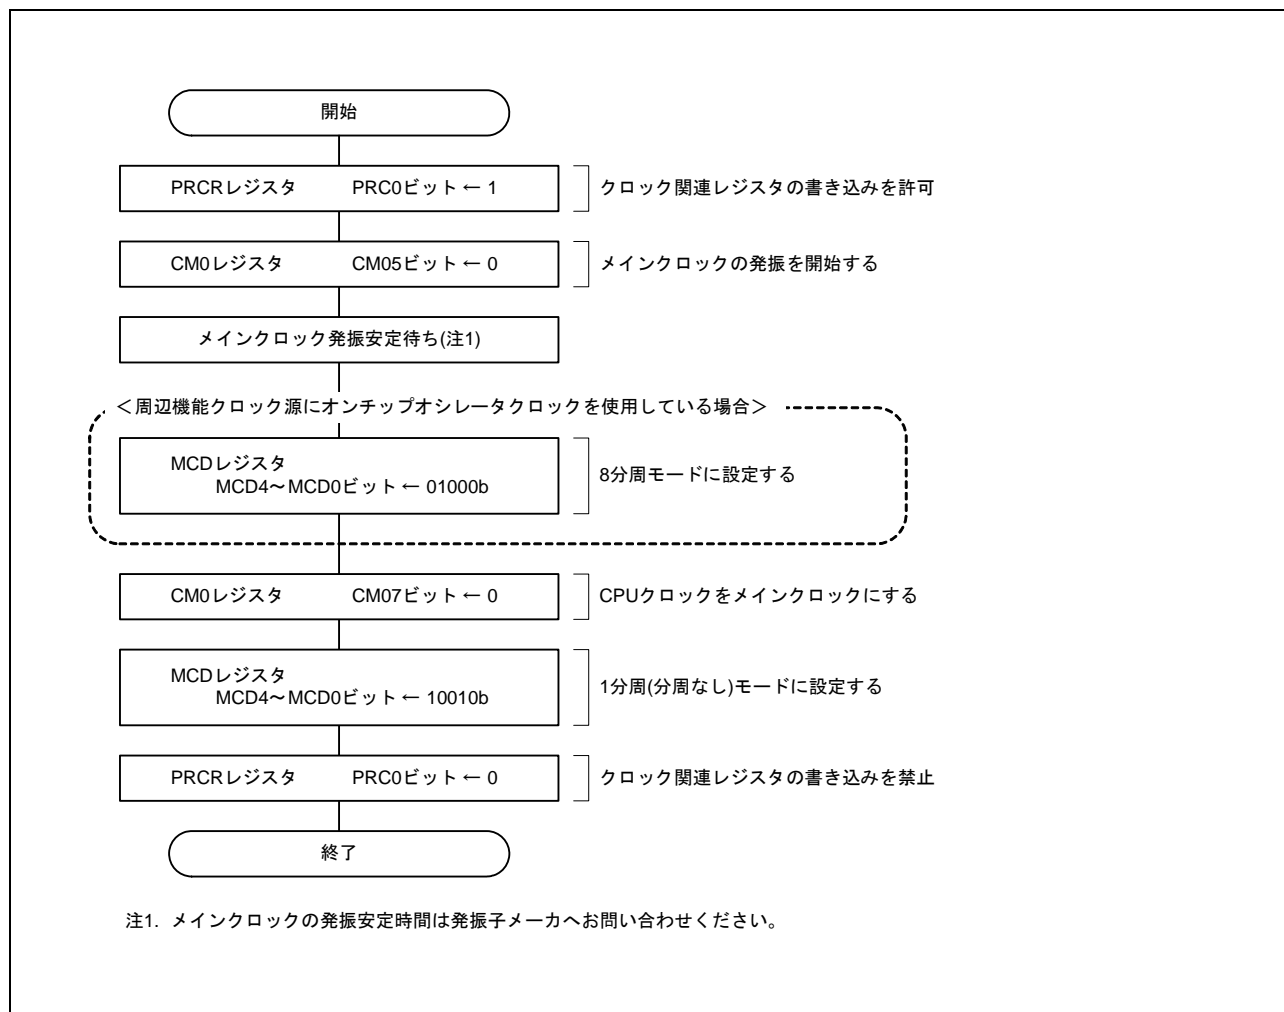 開始
PRCRレジスタ PRC0ビット ← 1 クロック関連レジスタの書き込みを許可
CM0レジスタ CM05ビット ← 0 メインクロックの発振を開始する
メインクロック発振安定待ち(注1)
＜周辺機能クロック源にオンチップオシレータクロックを使用している場合＞
MCDレジスタ
MCD4～MCD0ビット ← 01000b
8分周モードに設定する
CM0レジスタ CM07ビット ← 0 CPUクロックをメインクロックにする
MCDレジスタ
MCD4～MCD0ビット ← 10010b
1分周(分周なし)モードに設定する
PRCRレジスタ PRC0ビット ← 0 クロック関連レジスタの書き込みを禁止
終了
注1. メインクロックの発振安定時間は発振子メーカへお問い合わせください。